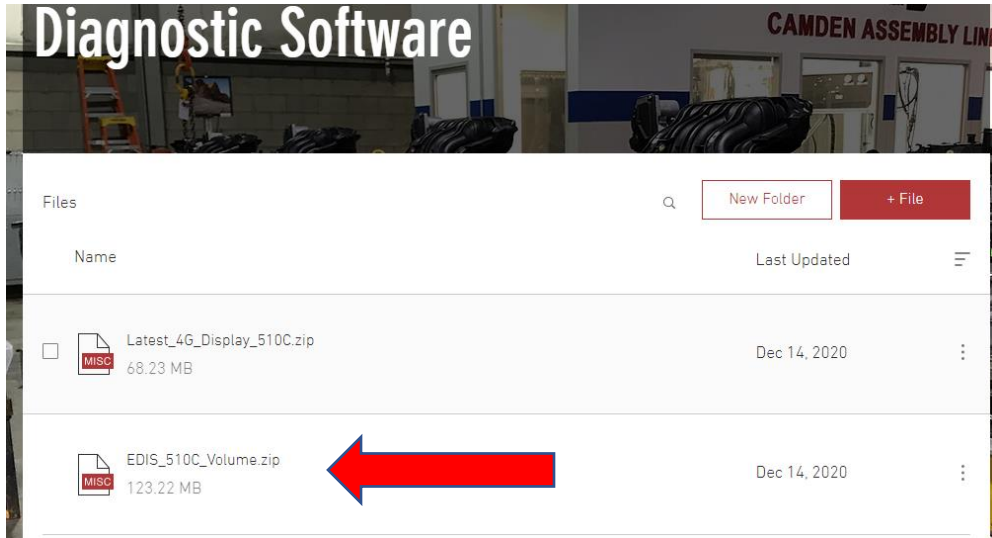 Diagnostic Software
CAMDEN ASSEMBLY LIN
Files
New Folder
+ File
Name
Last Updated
MISC
Latest_4G_Display_510C.zip
68.23 MB
Dec 14, 2020
MISC
EDIS_510C_Volume.zip
123.22 MB
Dec 14, 2020